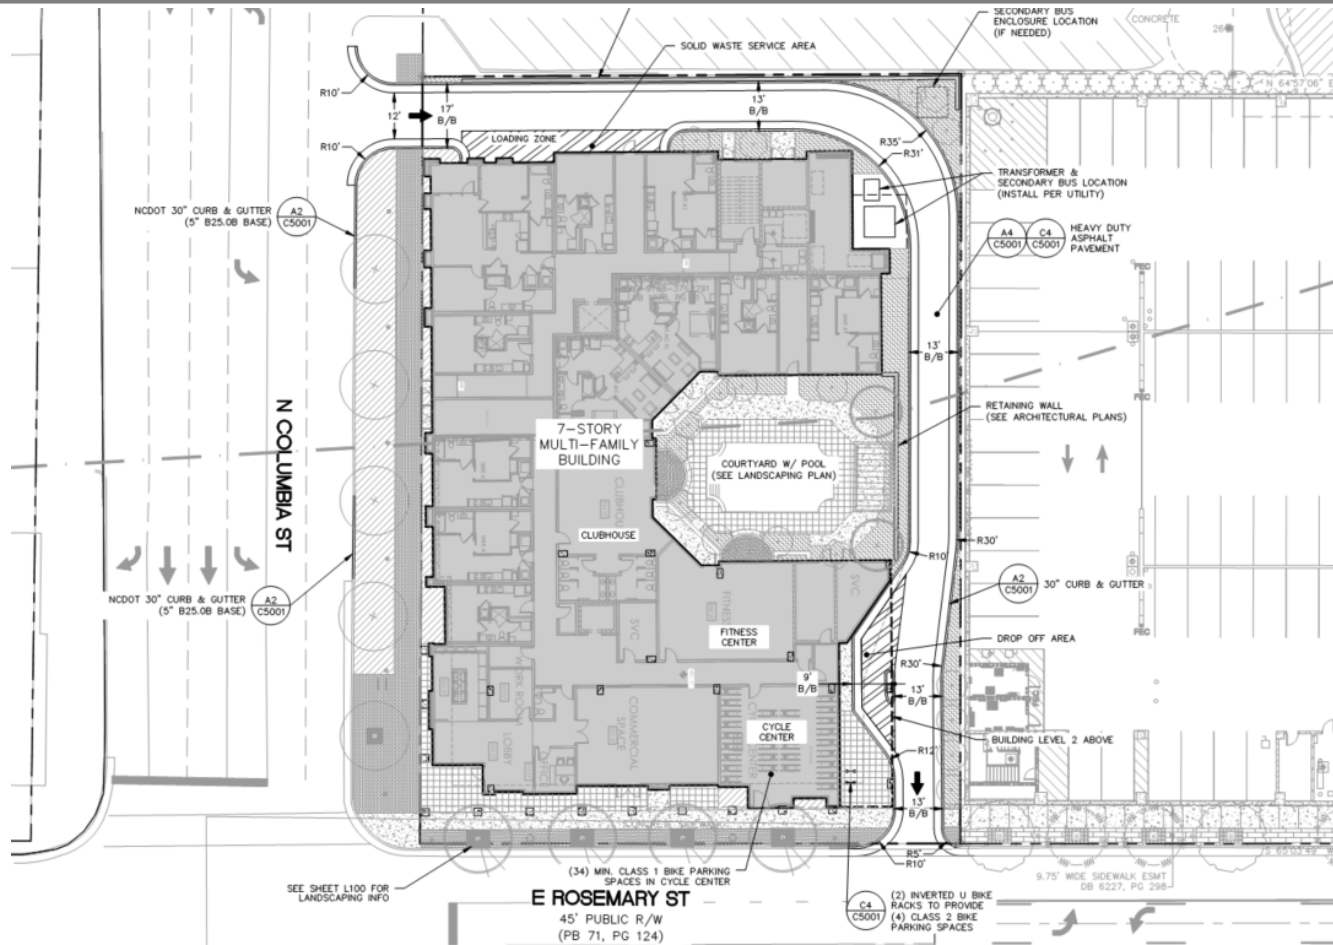 SECONDARY BUS
ENCLOSURE LOCATION
(IF NEEDED)
CONCRETE
26
SOLID WASTE SERVICE AREA
N 64°57'06" E
R10'
12'
17'
B/B
13'
B/B
R10'
LOADING ZONE
R35'
R31'
TRANSFORMER &
SECONDARY BUS LOCATION
(INSTALL PER UTILITY)
NCDOT 30" CURB & GUTTER
(5" B25.0B BASE)
A2
C5001
A4
C5001
C4
C5001
HEAVY DUTY
ASPHALT
PAVEMENT
13'
B/B
RETAINING WALL
(SEE ARCHITECTURAL PLANS)
N COLUMBIA ST
7-STORY
MULTI-FAMILY
BUILDING
COURTYARD W/ POOL
(SEE LANDSCAPING PLAN)
CLUBHOUSE
R10'
R30'
NCDOT 30" CURB & GUTTER
(5" B25.0B BASE)
A2
C5001
A2
C5001
30" CURB & GUTTER
SVC
FITNESS
SVC
FITNESS
CENTER
DROP OFF AREA
R30'
9'
B/B
13'
B/B
WORK ROOM
LOBBY
COMMERCIAL
SPACE
CYCLE
CENTER
BUILDING LEVEL 2 ABOVE
R12'
13'
B/B
R5'
R10'
S 65°03'49" W
9.75' WIDE SIDEWALK ESMT
DB 6227, PG 298
(34) MIN. CLASS 1 BIKE PARKING
SPACES IN CYCLE CENTER
SEE SHEET L100 FOR
LANDSCAPING INFO
E ROSEMARY ST
45' PUBLIC R/W
(PB 71, PG 124)
C4
C5001
(2) INVERTED U BIKE
RACKS TO PROVIDE
(4) CLASS 2 BIKE
PARKING SPACES